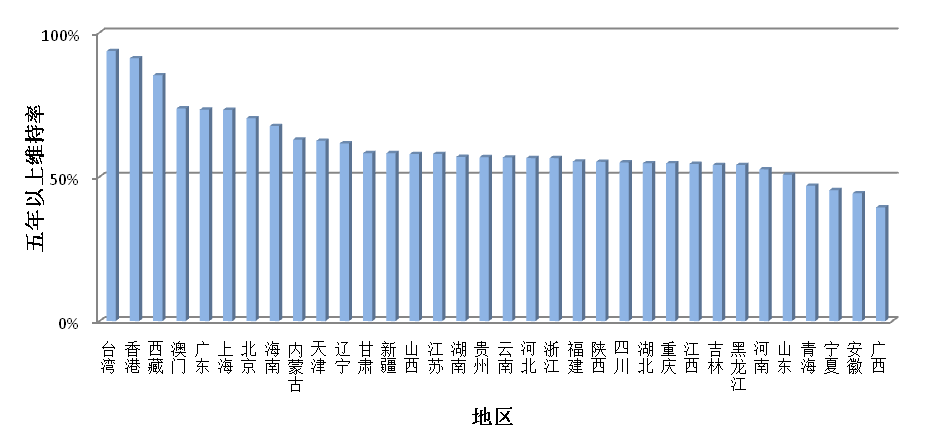 100%
50%
0%
五年以上维持率
台湾
香港
西藏
澳门
广东
上海
北京
海南
内蒙古
天津
辽宁
甘肃
新疆
山西
江苏
湖南
贵州
云南
河北
浙江
福建
陕西
四川
湖北
重庆
江西
吉林
黑龙江
河南
山东
青海
宁夏
安徽
广西
地区